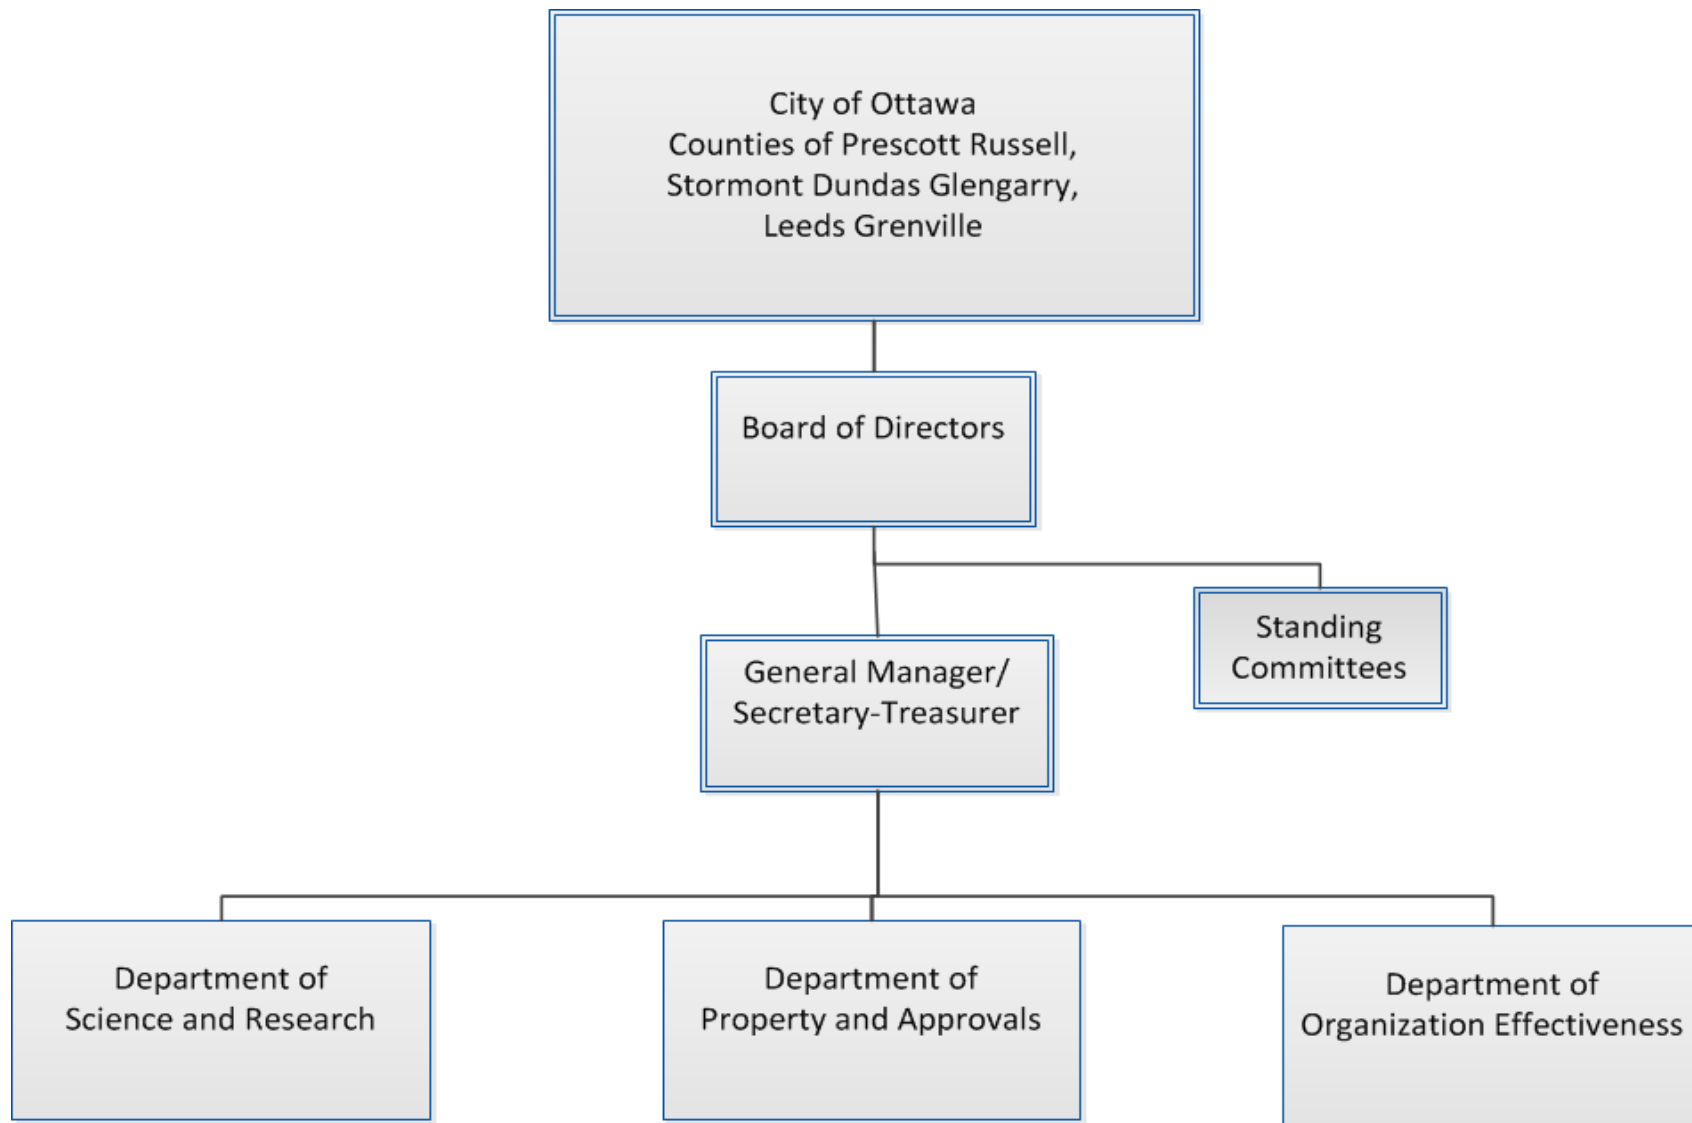 City of Ottawa
Counties of Prescott Russell,
Stormont Dundas Glengarry,
Leeds Grenville
Board of Directors
Standing
Committees
General Manager/
Secretary-Treasurer
Department of
Science and Research
Department of
Property and Approvals
Department of
Organization Effectiveness